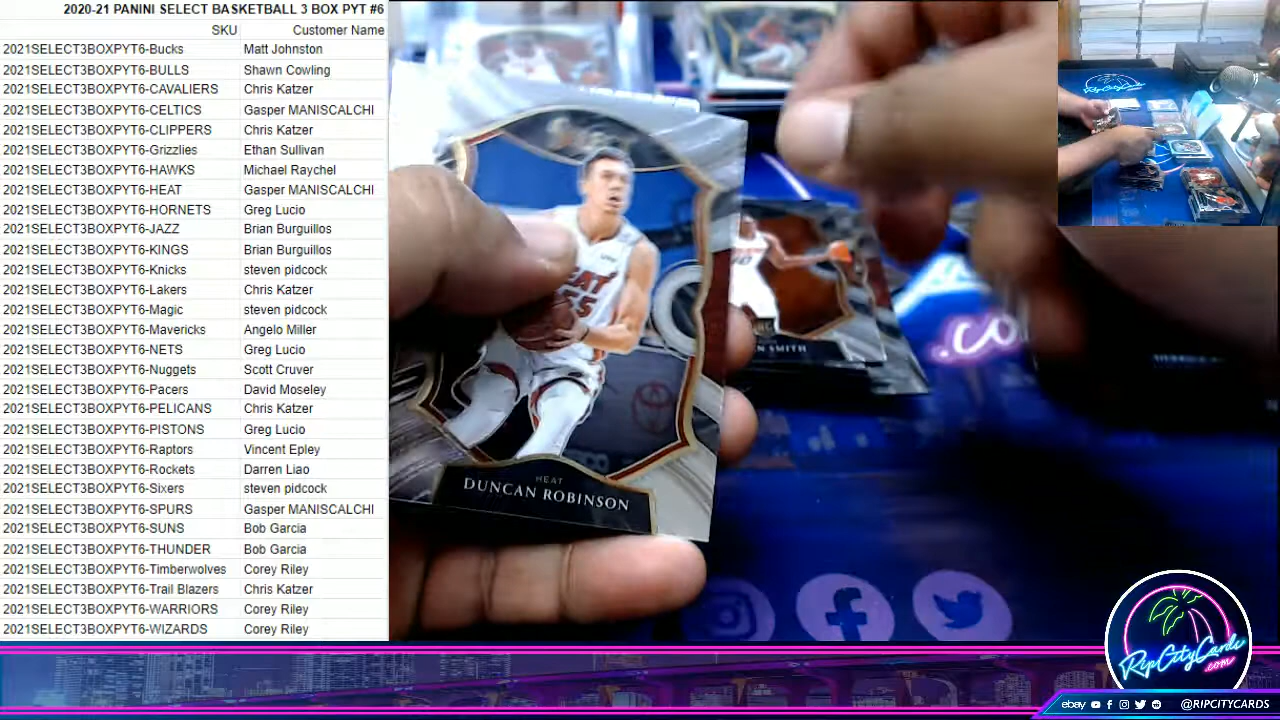 2020-21 PANINI SELECT BASKETBALL 3 BOX PYT #6
SKU Customer Name
2021SELECT3BOXPYT6-Bucks Matt Johnston
2021SELECT3BOXPYT6-BULLS Shawn Cowling
2021SELECT3BOXPYT6-CAVALIERS Chris Katzer
2021SELECT3BOXPYT6-CELTICS Gasper MANISCALCHI
2021SELECT3BOXPYT6-CLIPPERS Chris Katzer
2021SELECT3BOXPYT6-Grizzlies Ethan Sullivan
2021SELECT3BOXPYT6-HAWKS Michael Raychel
2021SELECT3BOXPYT6-HEAT Gasper MANISCALCHI
2021SELECT3BOXPYT6-HORNETS Greg Lucio
2021SELECT3BOXPYT6-JAZZ Brian Burguillos
2021SELECT3BOXPYT6-KINGS Brian Burguillos
2021SELECT3BOXPYT6-Knicks steven pidcock
2021SELECT3BOXPYT6-Lakers Chris Katzer
2021SELECT3BOXPYT6-Magic steven pidcock
2021SELECT3BOXPYT6-Mavericks Angelo Miller
2021SELECT3BOXPYT6-NETS Greg Lucio
2021SELECT3BOXPYT6-Nuggets Scott Cruver
2021SELECT3BOXPYT6-Pacers David Moseley
2021SELECT3BOXPYT6-PELICANS Chris Katzer
2021SELECT3BOXPYT6-PISTONS Greg Lucio
2021SELECT3BOXPYT6-Raptors Vincent Epley
2021SELECT3BOXPYT6-Rockets Darren Liao
2021SELECT3BOXPYT6-Sixers steven pidcock
2021SELECT3BOXPYT6-SPURS Gasper MANISCALCHI
2021SELECT3BOXPYT6-SUNS Bob Garcia
2021SELECT3BOXPYT6-THUNDER Bob Garcia
2021SELECT3BOXPYT6-Timberwolves Corey Riley
2021SELECT3BOXPYT6-Trail Blazers Chris Katzer
2021SELECT3BOXPYT6-WARRIORS Corey Riley
2021SELECT3BOXPYT6-WIZARDS Corey Riley
HEAT
DUNCAN ROBINSON
SMITH
.co
RipCityCards
.com
ebay @RIPCITYCARDS